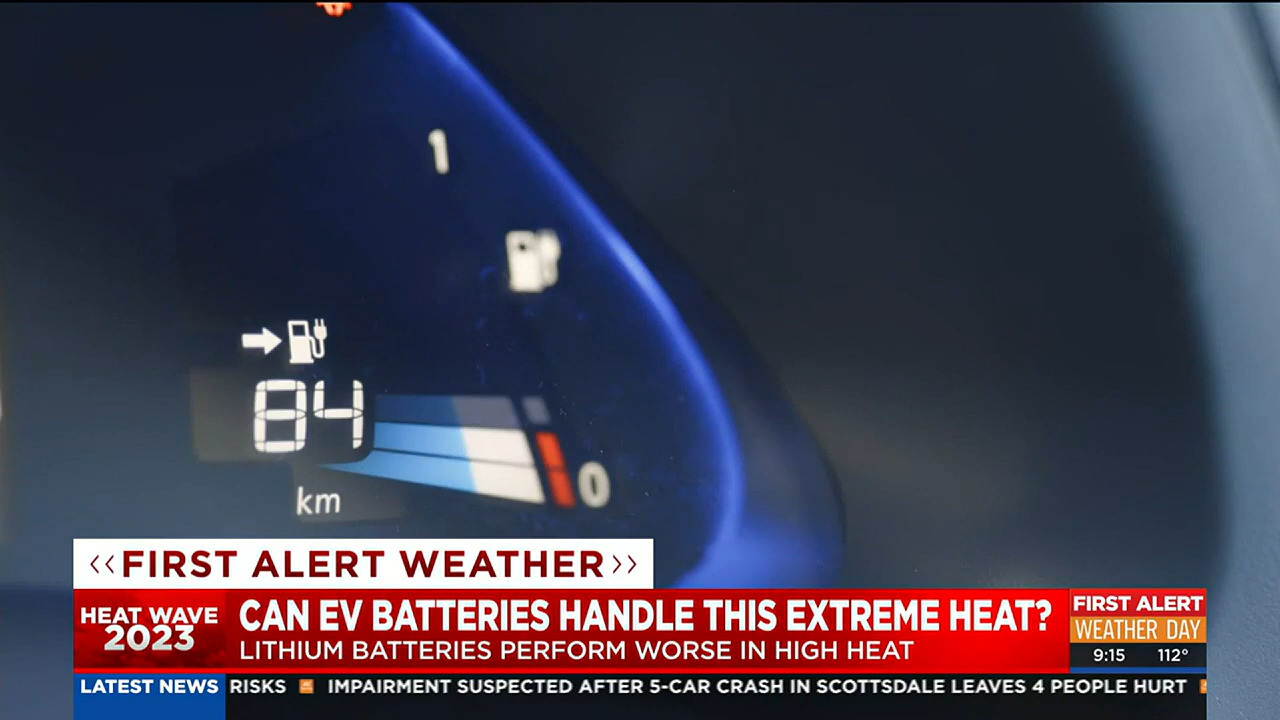 1
84
km
0
<<FIRST ALERT WEATHER>>
HEAT WAVE
2023
CAN EV BATTERIES HANDLE THIS EXTREME HEAT?
LITHIUM BATTERIES PERFORM WORSE IN HIGH HEAT
FIRST ALERT
WEATHER DAY
9:15 112°
LATEST NEWS RISKS IMPAIRMENT SUSPECTED AFTER 5-CAR CRASH IN SCOTTSDALE LEAVES 4 PEOPLE HURT